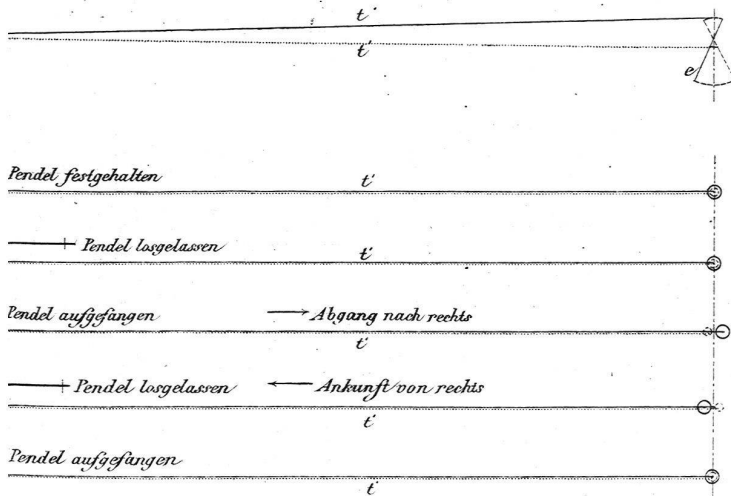 t'
t'
e
Pendel festgehalten
t'
Pendel losgelassen
t'
Pendel aufgefangen → Abgang nach rechts
t'
Pendel losgelassen ← Ankunft von rechts
t'
Pendel aufgefangen
t'